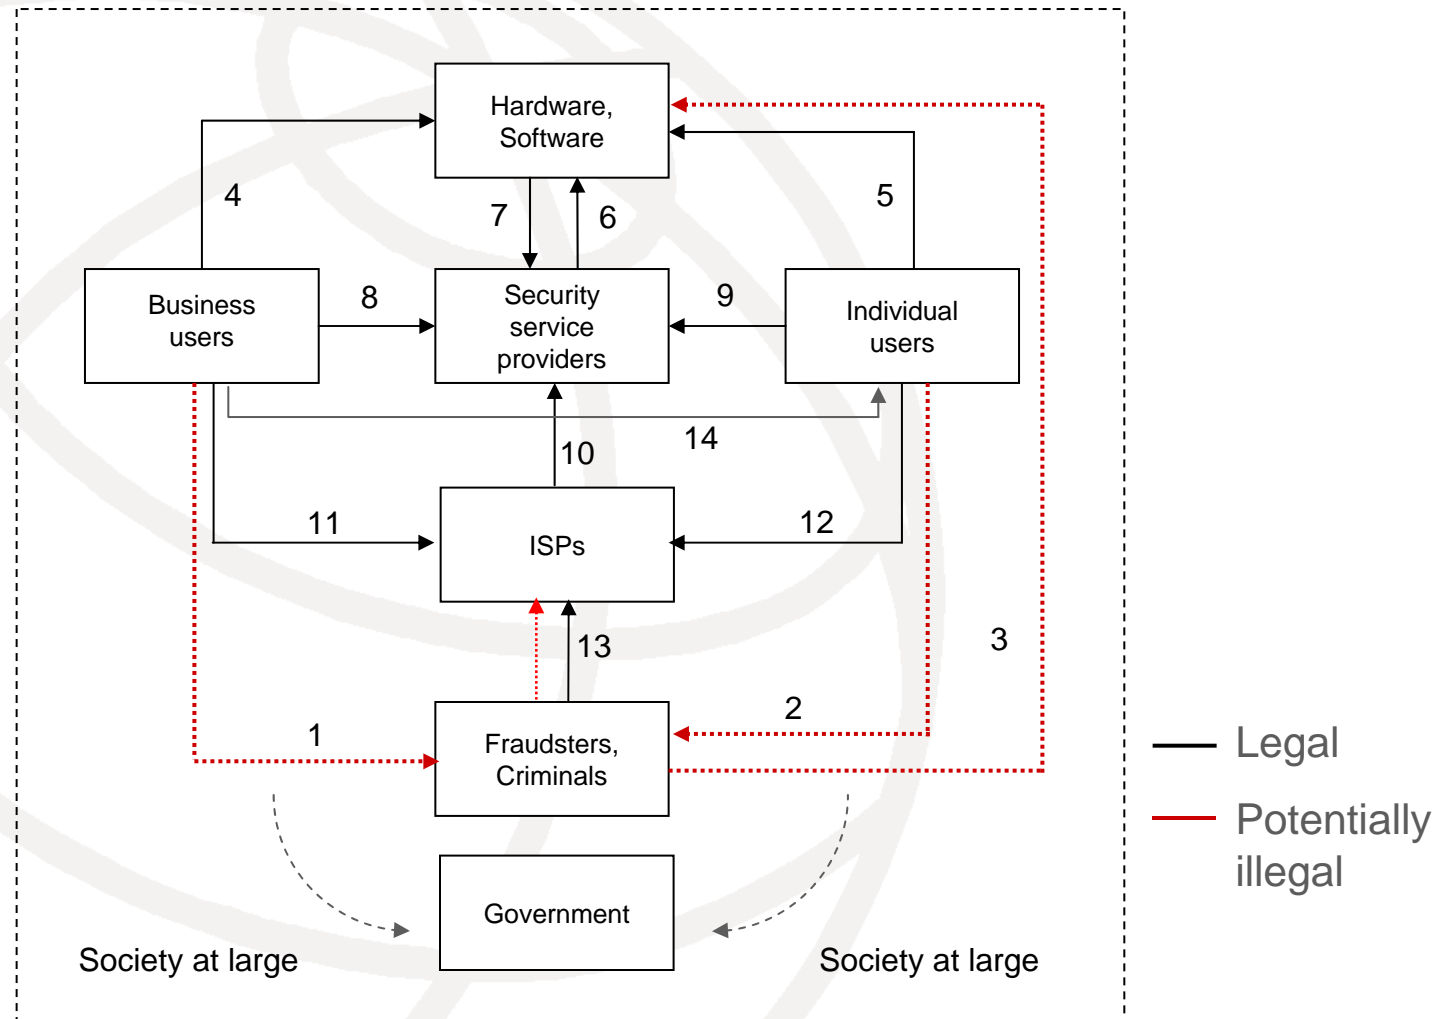 Hardware,
Software
4
7
6
5
Business
users
8
Security
service
providers
9
Individual
users
14
10
11
ISPs
12
13
3
2
1
Fraudsters,
Criminals
Legal
Potentially
illegal
Government
Society at large
Society at large